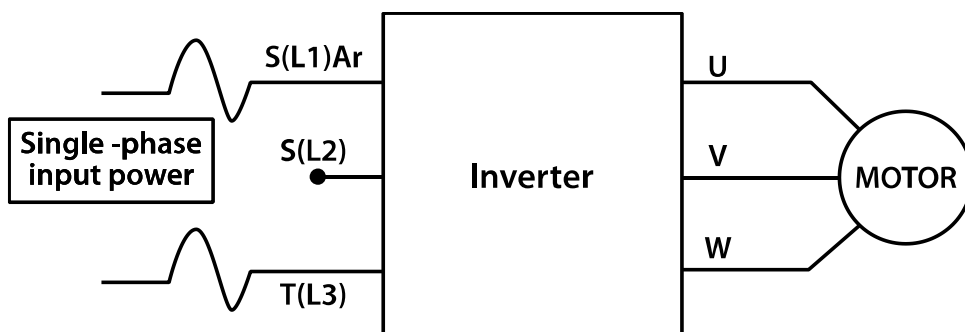 S(L1)Ar
Single -phase
input power
S(L2)
T(L3)
Inverter
U
V
W
MOTOR